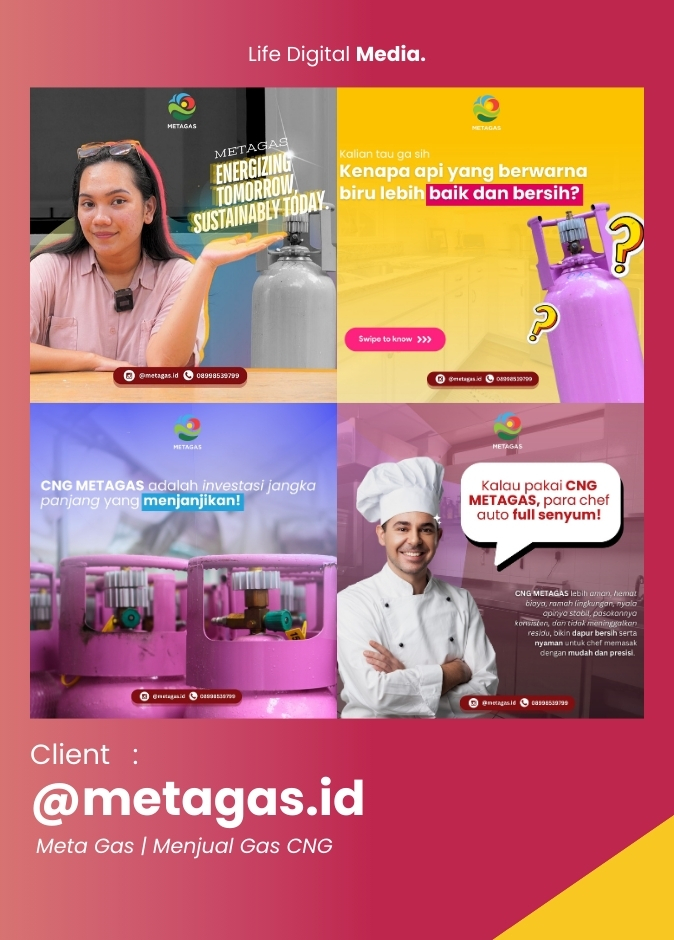 Life Digital Media.
METAGAS
METAGAS
ENERGIZING
TOMORROW,
SUSTAINABLY TODAY.
@metagas.id 08998539799
METAGAS
Kalian tau ga sih
Kenapa api yang berwarna
biru lebih baik dan bersih?
Swipe to know
@metagas.id 08998539799
METAGAS
CNG METAGAS adalah investasi jangka
panjang yang menjanjikan!
@metagas.id 08998539799
METAGAS
Kalau pakai CNG
METAGAS, para chef
auto full senyum!
CNG METAGAS lebih aman, hemat
biaya, ramah lingkungan, nyala
apinya stabil, pasokannya
konsisten, dan tidak meninggalkan
residu, bikin dapur bersih serta
nyaman untuk chef memasak
dengan mudah dan presisi.
@metagas.id 08998539799
Client :
@metagas.id
Meta Gas | Menjual Gas CNG